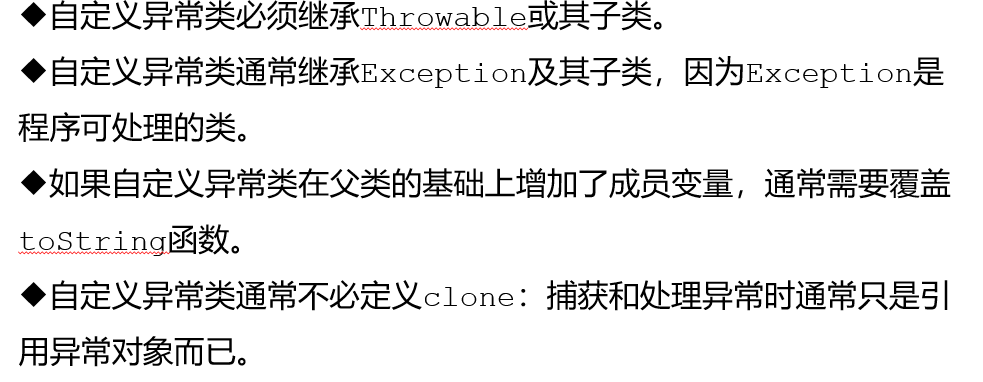 ◆自定义异常类必须继承Throwable或其子类。
◆自定义异常类通常继承Exception及其子类，因为Exception是
程序可处理的类。
◆如果自定义异常类在父类的基础上增加了成员变量，通常需要覆盖
toString函数。
◆自定义异常类通常不必定义clone：捕获和处理异常时通常只是引
用异常对象而已。